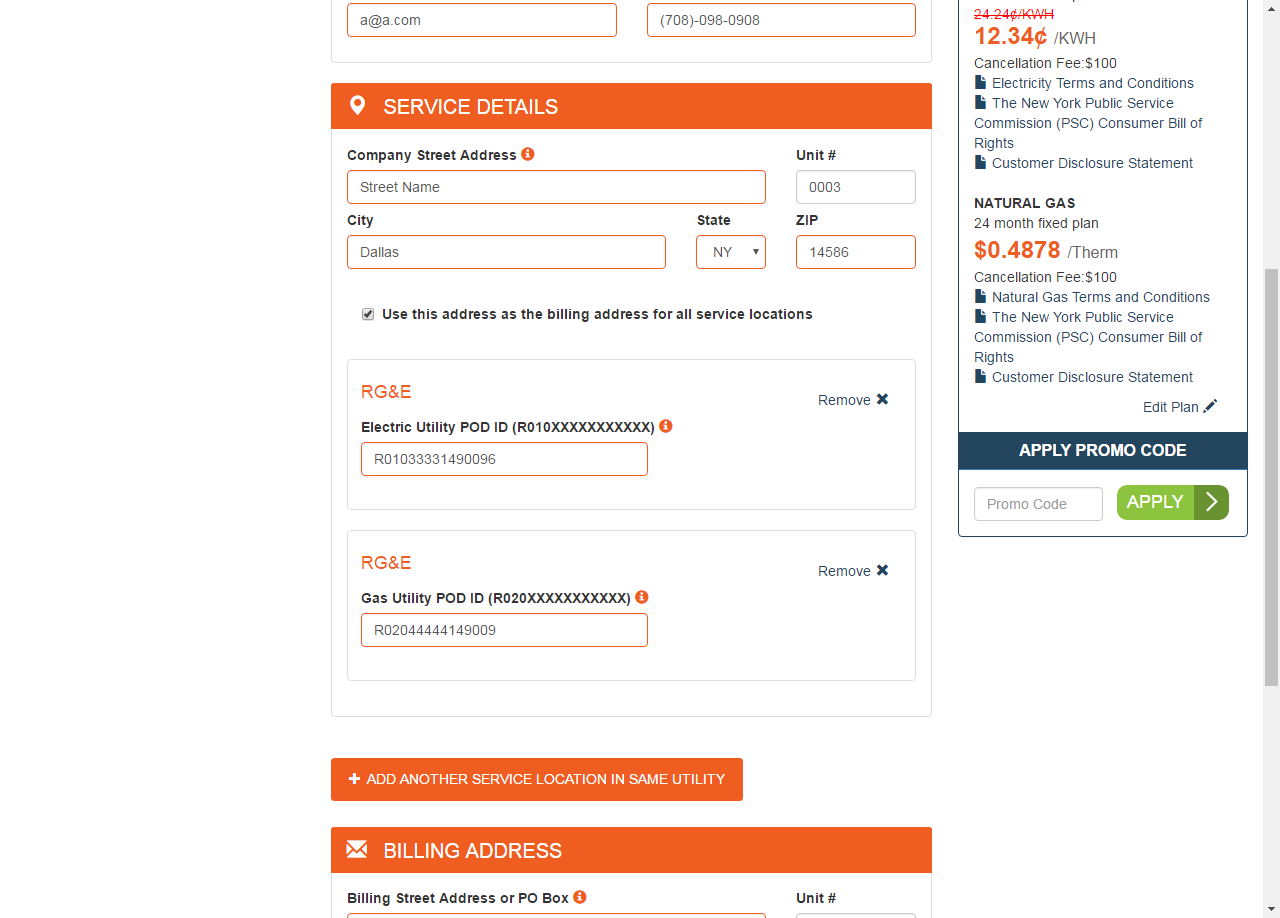 a@a.com
(708)-098-0908
SERVICE DETAILS
Company Street Address
Unit #
Street Name
0003
City
State
ZIP
Dallas
NY
14586
Use this address as the billing address for all service locations
RG&E
Remove
Electric Utility POD ID (R010XXXXXXXXXXX)
R01033331490096
RG&E
Remove
Gas Utility POD ID (R020XXXXXXXXXXX)
R02044444149009
ADD ANOTHER SERVICE LOCATION IN SAME UTILITY
BILLING ADDRESS
Billing Street Address or PO Box
Unit #
24.24¢/KWH
12.34¢ /KWH
Cancellation Fee:$100
Electricity Terms and Conditions
The New York Public Service
Commission (PSC) Consumer Bill of
Rights
Customer Disclosure Statement
NATURAL GAS
24 month fixed plan
$0.4878 /Therm
Cancellation Fee:$100
Natural Gas Terms and Conditions
The New York Public Service
Commission (PSC) Consumer Bill of
Rights
Customer Disclosure Statement
Edit Plan
APPLY PROMO CODE
Promo Code
APPLY